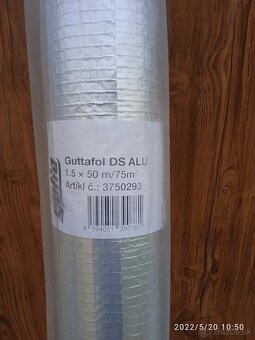 Guttafol DS ALU
1.5 × 50 m/75m²
Artikl č.: 3750293
2022/5/20 10:50